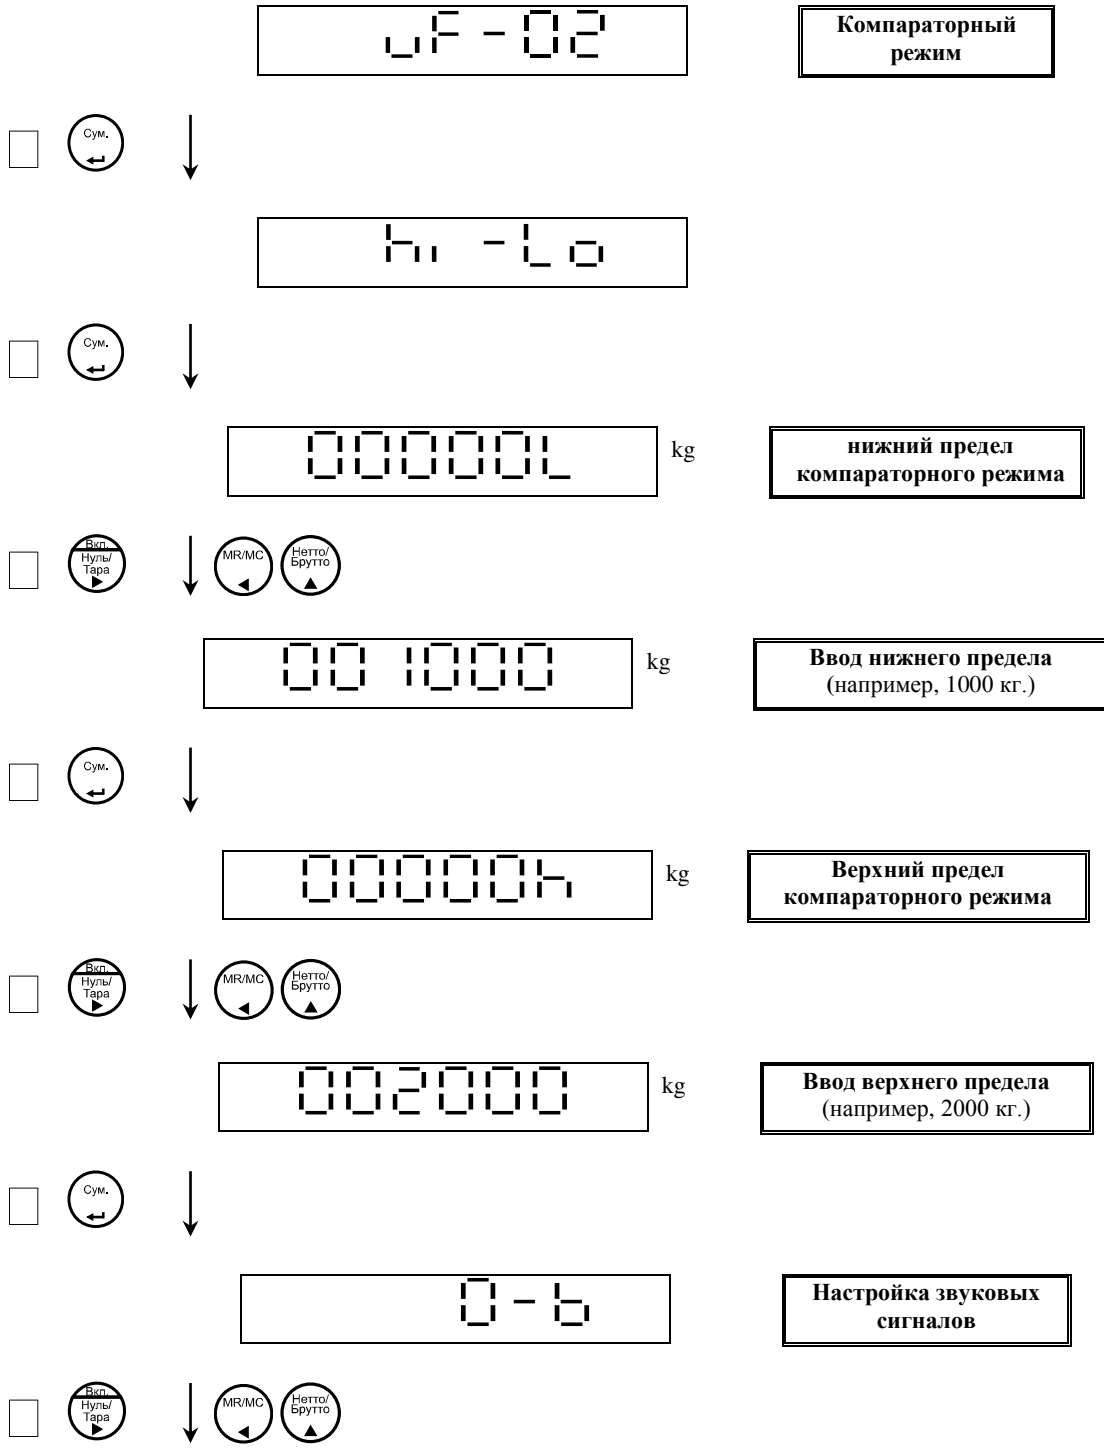 uF-02
Компараторный
режим
Сум.
hi -Lo
Сум.
00000L
kg
нижний предел
компараторного режима
Вкл.
Нуль/
Тара
MR/MC
Нетто/
Брутто
001000
kg
Ввод нижнего предела
(например, 1000 кг.)
Сум.
00000h
kg
Верхний предел
компараторного режима
Вкл.
Нуль/
Тара
MR/MC
Нетто/
Брутто
002000
kg
Ввод верхнего предела
(например, 2000 кг.)
Сум.
0-b
Настройка звуковых
сигналов
Вкл.
Нуль/
Тара
MR/MC
Нетто/
Брутто